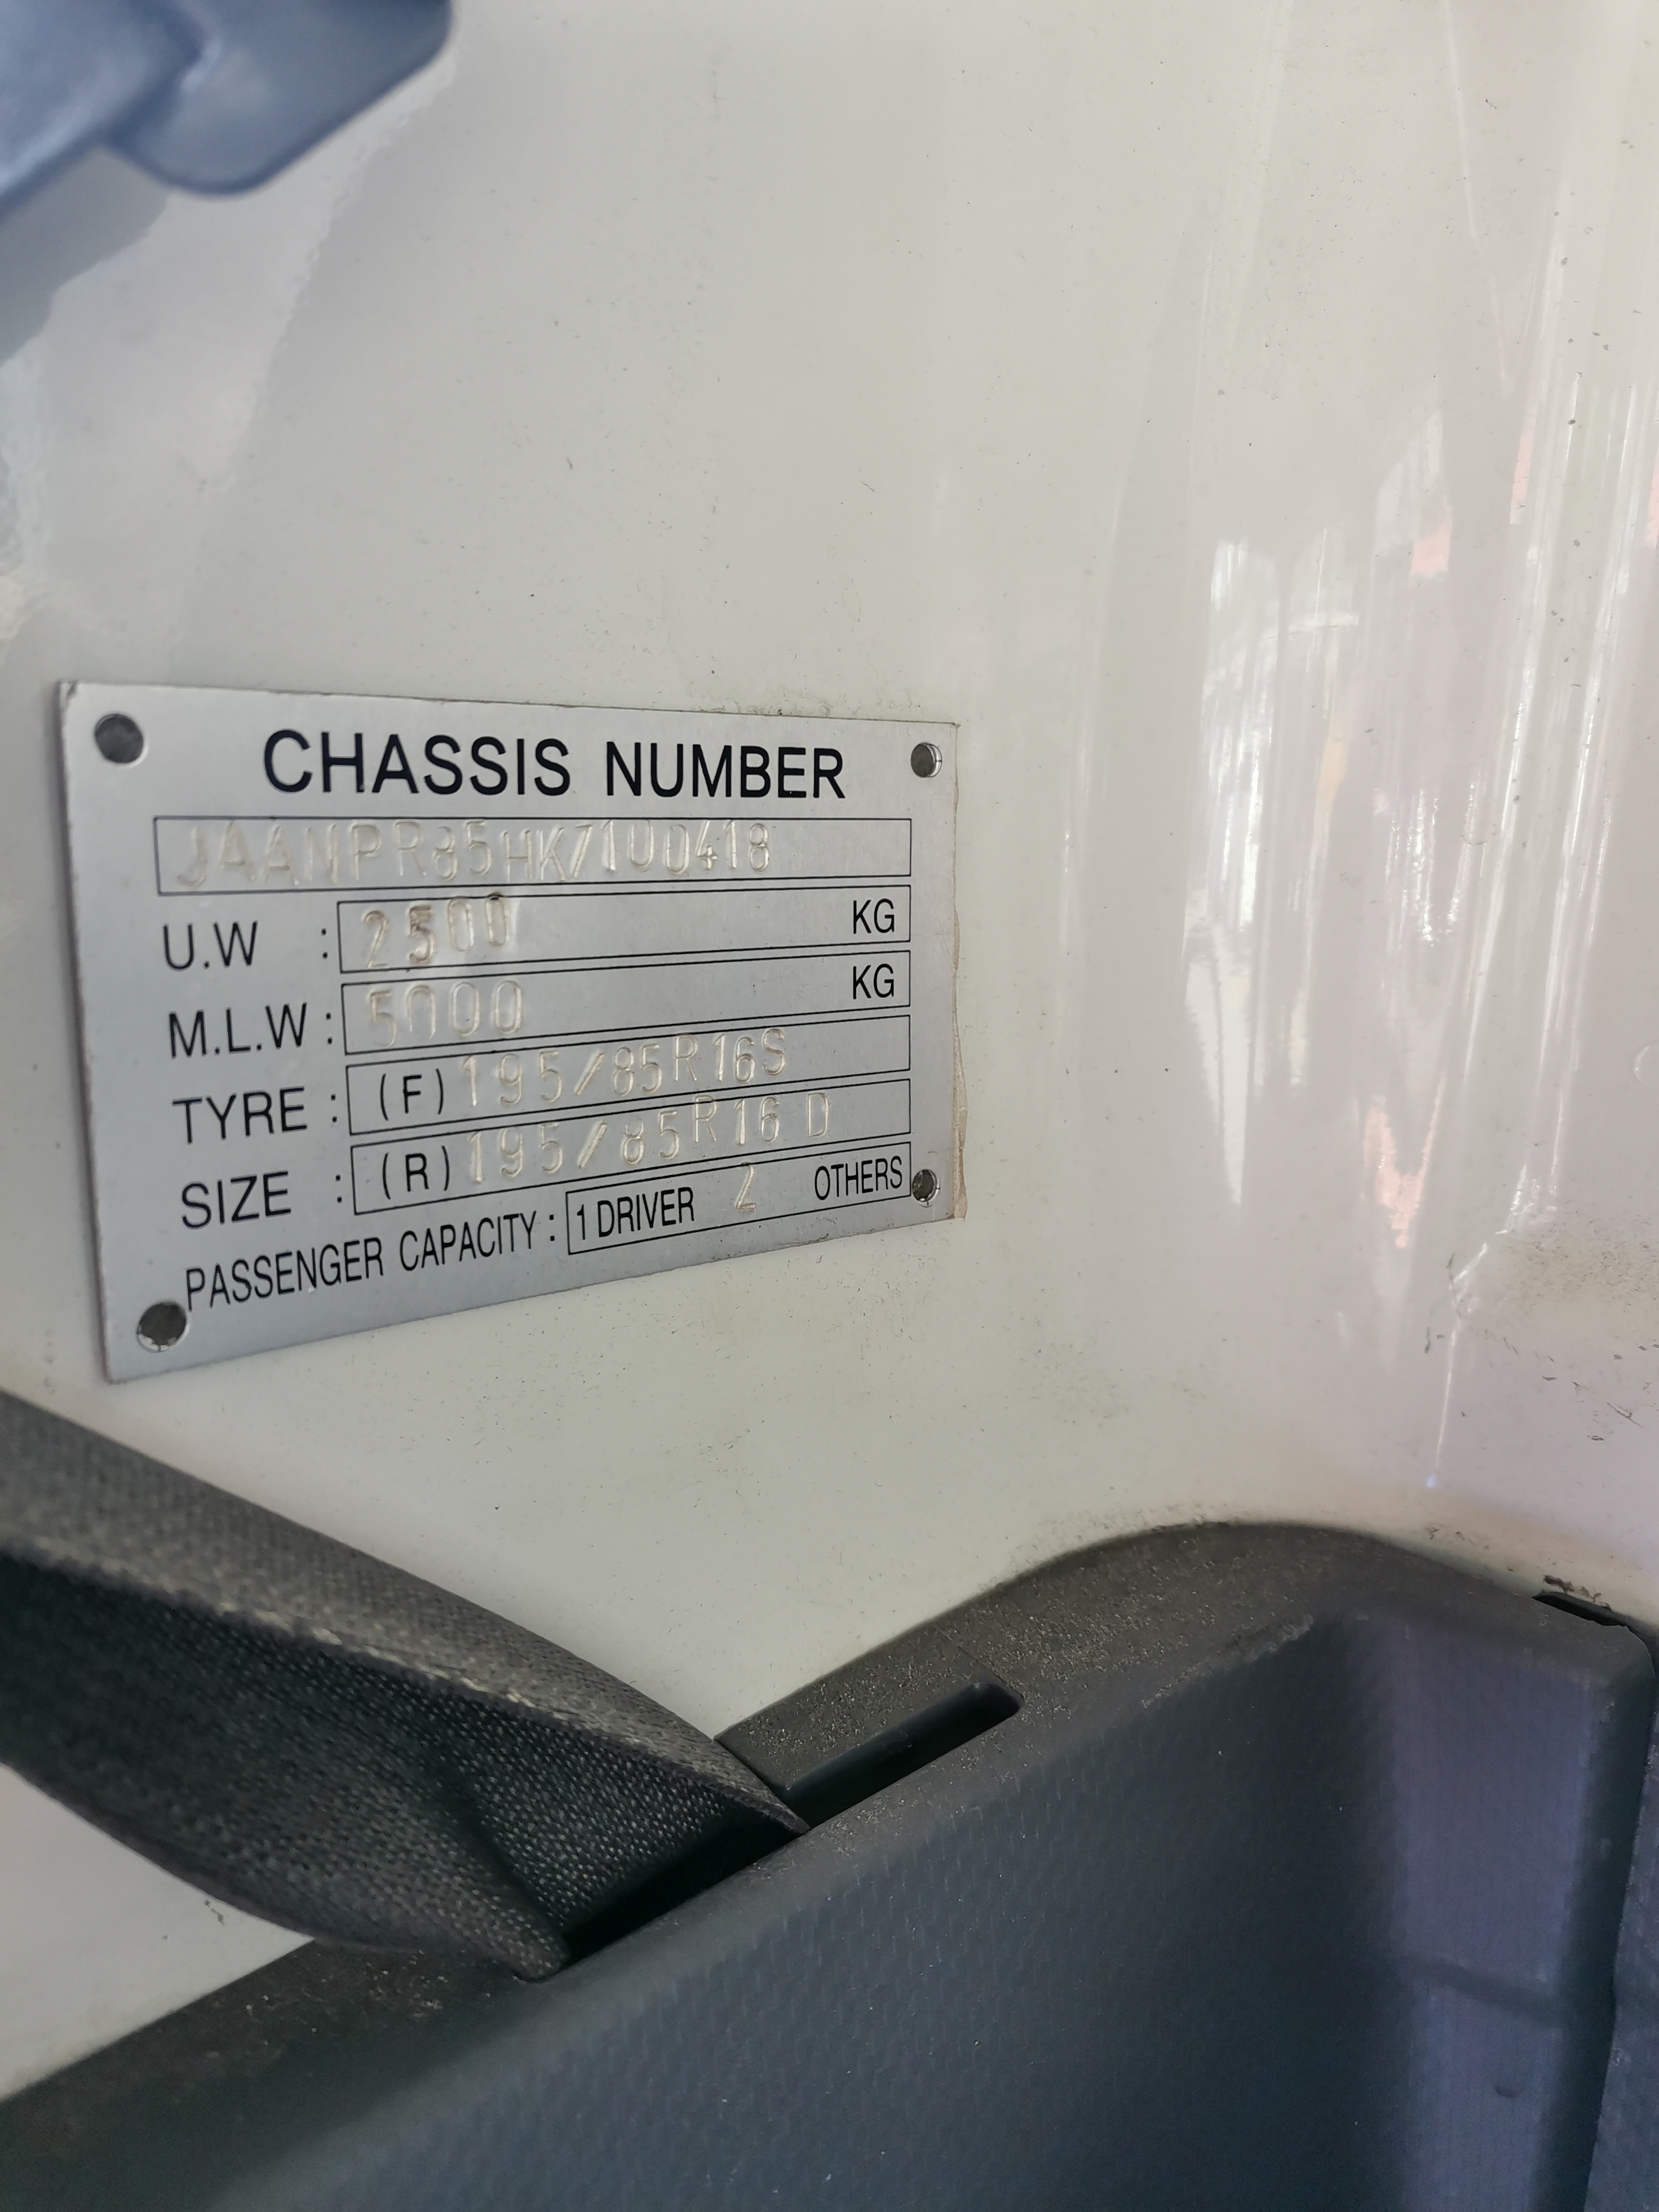 CHASSIS NUMBER
JAANPR85HK7100418
U.W : 2500 KG
M.L.W : 5000 KG
TYRE : (F) 195/85R16S
SIZE : (R) 195/85R16 D
PASSENGER CAPACITY : 1 DRIVER 2 OTHERS